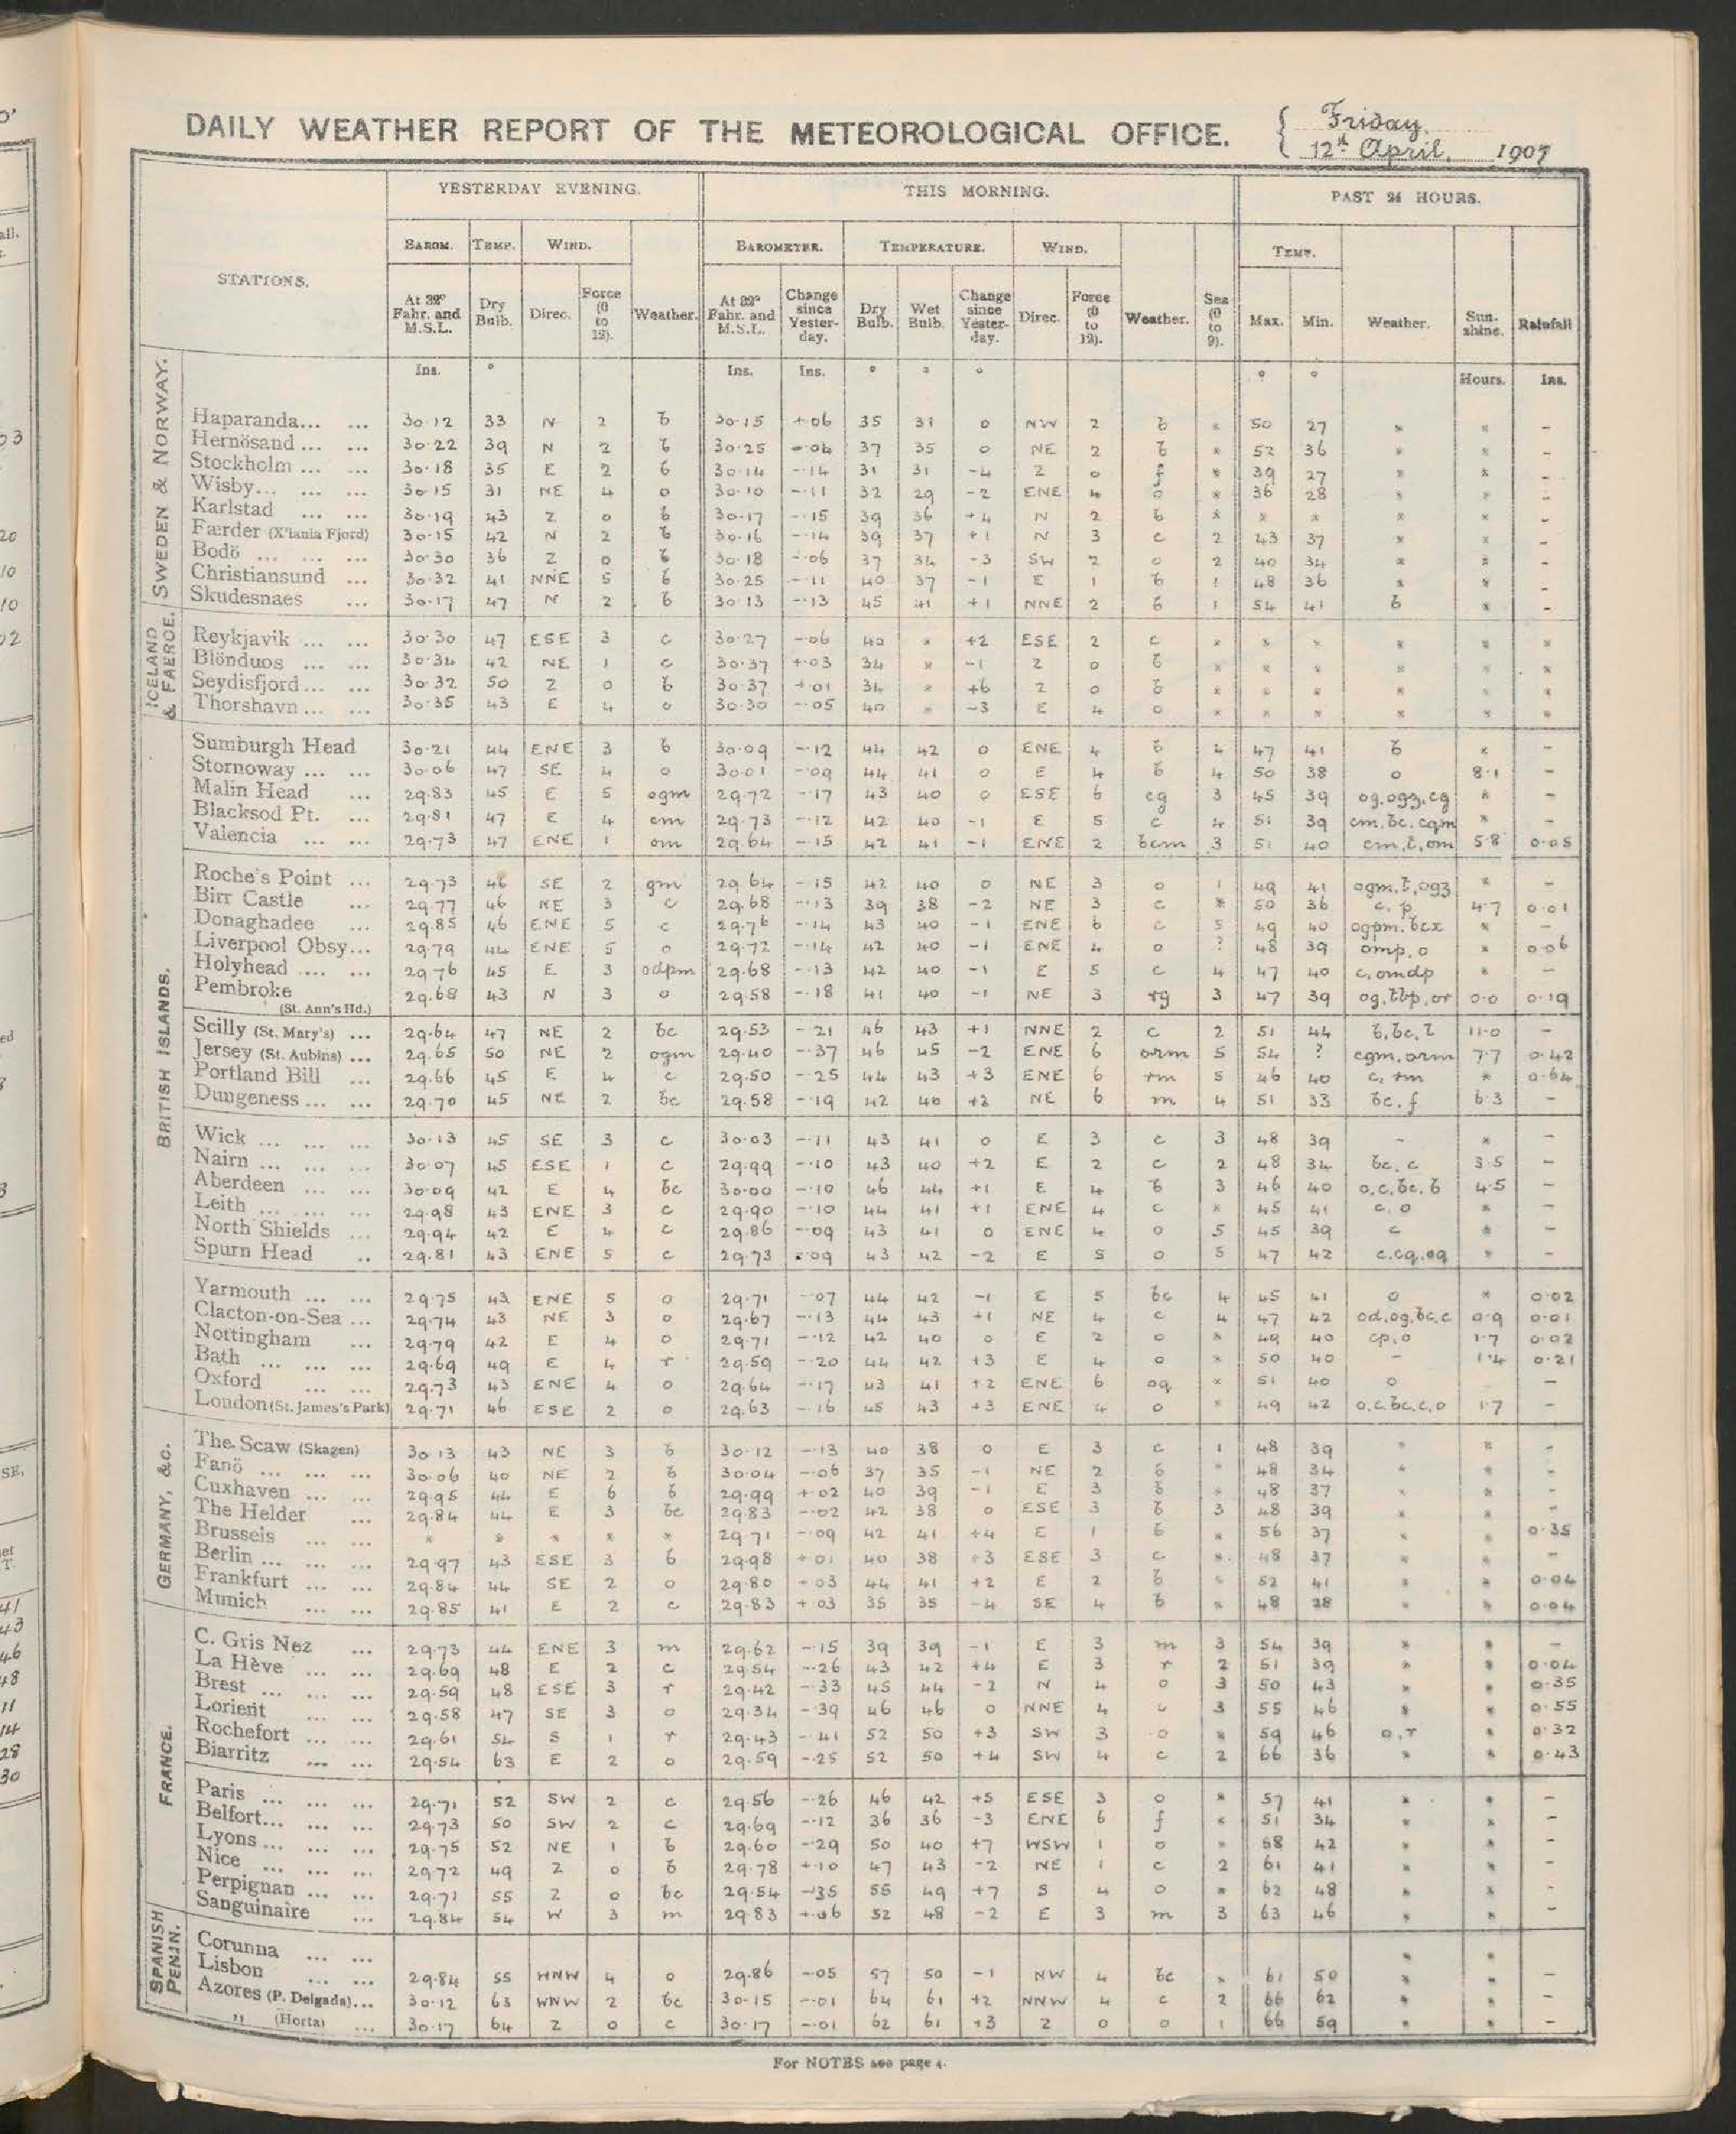 DAILY WEATHER REPORT OF THE METEOROLOGICAL OFFICE. { Friday, 12th April, 1907
YESTERDAY EVENING. THIS MORNING. PAST 24 HOURS.
BAROM. TEMP. WIND. BAROMETER. TEMPERATURE. WIND. TEMP.
STATIONS. At 32° Fahr. and M.S.L. Dry Bulb. Direc. Force (0 to 12). Weather. At 32° Fahr. and M.S.L. Change since Yester-day. Dry Bulb. Wet Bulb. Change since Yester-day. Direc. Force (0 to 12). Weather. Sea (0 to 9). Max. Min. Weather. Sun-shine. Rainfall
Ins. ° Ins. Ins. ° ° ° ° ° Hours. Ins.
SWEDEN & NORWAY.
Haparanda... ... 30·12 33 N 2 b 30·15 +·06 35 31 0 NW 2 b * 50 27 * * -
Hernösand ... ... 30·22 39 N 2 b 30·25 37 35 0 NE 2 b * 52 36 * * -
Stockholm ... ... 30·18 35 E 2 b 30·14 -·14 31 31 -4 Z 0 f * 39 27 * * -
Wisby... ... ... 30·15 31 NE 4 o 30·10 -·11 32 29 -2 ENE 4 o * 36 28 * * -
Karlstad ... ... 30·19 43 Z 0 b 30·17 -·15 39 36 +4 N 2 b * * * * * -
Færder (X'iania Fjord) 30·15 42 N 2 b 30·16 -·14 39 37 +1 N 3 c 2 43 37 * * -
Bodö ... ... ... 30·30 36 Z 0 b 30·18 -·06 37 34 -3 SW 2 o 2 40 34 * * -
Christiansund ... 30·32 41 NNE 5 b 30·25 -·11 40 37 -1 E 1 b 1 48 36 * * -
Skudesnaes ... 30·17 47 N 2 b 30·13 -·13 45 41 +1 NNE 2 b 1 54 41 b * -
ICELAND & FAEROE.
Reykjavik ... ... 30·30 47 ESE 3 c 30·27 -·06 40 * +2 ESE 2 c * * * * * *
Blönduos ... ... 30·34 42 NE 1 c 30·37 +·03 34 * -1 Z 0 b * * * * * *
Seydisfjord... ... 30·32 50 Z 0 b 30·37 +·01 34 * +6 Z 0 b * * * * * *
Thorshavn ... ... 30·35 43 E 4 o 30·30 -·05 40 * -3 E 4 o * * * * * *
BRITISH ISLANDS.
Sumburgh Head 30·21 44 ENE 3 b 30·09 -·12 44 42 0 ENE 4 b 4 47 41 b * -
Stornoway ... ... 30·06 47 SE 4 o 30·01 -·09 44 41 0 E 4 b 4 50 38 o 8·1 -
Malin Head ... 29·83 45 E 5 ogm 29·72 -·17 43 40 0 ESE 6 cg 3 45 39 og.ogz.cg * -
Blacksod Pt. ... 29·81 47 E 4 cm 29·73 -·12 42 40 -1 E 5 c 4 51 39 cm.bc.cqm * -
Valencia ... ... 29·73 47 ENE 1 om 29·64 -·15 42 41 -1 ENE 2 bcm 3 51 40 cm,t,om 5·8 0·05
Roche's Point ... 29·73 46 SE 2 gm 29·64 -·15 42 40 0 NE 3 o 1 49 41 ogm.t,ogz * -
Birr Castle ... 29·77 46 NE 3 c 29·68 -·13 39 38 -2 NE 3 c * 50 36 c, p 4·7 0·01
Donaghadee ... 29·85 46 ENE 5 c 29·76 -·14 43 40 -1 ENE 6 c 5 49 40 ogpm.bcx * -
Liverpool Obsy... 29·79 44 ENE 5 o 29·72 -·14 42 40 -1 ENE 4 o ? 48 39 omp.o * 0·06
Holyhead .... ... 29·76 45 E 3 odpm 29·68 -·13 42 40 -1 E 5 c 4 47 40 c.omdp * -
Pembroke (St. Ann's Hd.) 29·68 43 N 3 o 29·58 -·18 41 40 -1 NE 3 rg 3 47 39 og,tbp,or 0·0 0·19
Scilly (St. Mary's) ... 29·64 47 NE 2 bc 29·53 -·21 46 43 +1 NNE 2 c 2 51 44 b,bc,t 11·0 -
Jersey (St. Aubins) ... 29·65 50 NE 2 ogm 29·40 -·37 46 45 -2 ENE 6 orm 5 54 ? cgm.orm 7·7 0·42
Portland Bill ... 29·66 45 E 4 c 29·50 -·25 44 43 +3 ENE 6 rm 5 46 40 c, rm * 0·64
Dungeness ... ... 29·70 45 NE 2 bc 29·58 -·19 42 40 +2 NE 6 m 4 51 33 bc.f 6·3 -
Wick ... ... ... 30·13 45 SE 3 c 30·03 -·11 43 41 0 E 3 c 3 48 39 - * -
Nairn ... ... ... 30·07 45 ESE 1 c 29·99 -·10 43 40 +2 E 2 c 2 48 34 bc, c 3·5 -
Aberdeen ... ... 30·09 42 E 4 bc 30·00 -·10 46 44 +1 E 4 b 3 46 40 o,c,bc,b 4·5 -
Leith ... ... ... 29·98 43 ENE 3 c 29·90 -·10 44 41 +1 ENE 4 c * 45 41 c, o * -
North Shields ... 29·94 42 E 4 c 29·86 -·09 43 41 0 ENE 4 o 5 45 39 c * -
Spurn Head .. 29·81 43 ENE 5 c 29·73 -·09 43 42 -2 E 5 o 5 47 42 c.cq.oq * -
Yarmouth ... ... 29·75 43 ENE 5 o 29·71 -·07 44 42 -1 E 5 bc 4 45 41 o * 0·02
Clacton-on-Sea ... 29·74 43 NE 3 o 29·67 -·13 44 43 +1 NE 4 c 4 47 42 od,og,bc,c 0·9 0·01
Nottingham ... 29·79 42 E 4 o 29·71 -·12 42 40 0 E 2 o * 49 40 cp,o 1·7 0·02
Bath ... ... ... 29·69 49 E 4 r 29·59 -·20 44 42 +3 E 4 o * 50 40 - 1·4 0·21
Oxford ... ... 29·73 43 ENE 4 o 29·64 -·17 43 41 +2 ENE 6 oq * 51 40 o -
London (St. James's Park) 29·71 46 ESE 2 o 29·63 -·16 45 43 +3 ENE 4 o * 49 42 o.c.bc.c,o 1·7 -
GERMANY, &c.
The Scaw (Skagen) 30·13 43 NE 3 b 30·12 -·13 40 38 0 E 3 c 1 48 39 * * -
Fanö ... ... ... 30·06 40 NE 2 b 30·04 -·06 37 35 -1 NE 2 b * 48 34 * * -
Cuxhaven ... ... 29·95 44 E 6 b 29·99 +·02 40 39 -1 E 3 b * 48 37 * * -
The Helder ... 29·84 44 E 3 bc 29·83 -·02 42 38 0 ESE 3 b 3 48 39 * * -
Brussels ... ... * * * * * 29·71 -·09 42 41 +4 E 1 b * 56 37 * * 0·35
Berlin ... ... ... 29·97 43 ESE 3 b 29·98 +·01 40 38 +3 ESE 3 c * 48 37 * * -
Frankfurt ... ... 29·84 44 SE 2 o 29·80 +·03 44 41 +2 E 2 b * 52 41 * * 0·04
Munich ... ... 29·85 41 E 2 c 29·83 +·03 35 35 -4 SE 4 b * 48 28 * * 0·04
FRANCE.
C. Gris Nez ... 29·73 44 ENE 3 m 29·62 -·15 39 39 -1 E 3 m 3 54 39 * * -
La Hève ... ... 29·69 48 E 2 c 29·54 -·26 43 42 +4 E 3 r 2 51 39 * * 0·04
Brest ... ... ... 29·59 48 ESE 3 r 29·42 -·33 45 44 -2 N 4 o 3 50 43 * * 0·35
Lorient ... ... 29·58 47 SE 3 o 29·34 -·39 46 46 0 NNE 4 c 3 55 46 * * 0·55
Rochefort ... ... 29·61 54 S 1 r 29·43 -·41 52 50 +3 SW 3 o * 59 46 o,r * 0·32
Biarritz ... ... 29·54 63 E 2 o 29·59 -·25 52 50 +4 SW 4 c 2 66 36 * * 0·43
Paris ... ... ... 29·71 52 SW 2 c 29·56 -·26 46 42 +5 ESE 3 o * 57 41 * * -
Belfort... ... ... 29·73 50 SW 2 c 29·69 -·12 36 36 -3 ENE 6 f * 51 34 * * -
Lyons ... ... ... 29·75 52 NE 1 b 29·60 -·29 50 40 +7 WSW 1 o * 58 42 * * -
Nice ... ... ... 29·72 49 Z 0 b 29·78 +·10 47 43 -2 NE 1 c 2 61 41 * * -
Perpignan ... ... 29·71 55 Z 0 bc 29·54 -·35 55 49 +7 S 4 o * 62 48 * * -
Sanguinaire ... 29·84 54 W 3 m 29·83 +·06 52 48 -2 E 3 m 3 63 46 * * -
SPANISH PENIN.
Corunna ... ... * *
Lisbon ... ... 29·84 55 WNW 4 o 29·86 -·05 57 50 -1 NW 4 bc * 61 50 * * -
Azores (P. Delgada)... 30·12 63 WNW 2 bc 30·15 -·01 64 61 +2 NNW 4 c 2 66 62 * * -
" (Horta) ... 30·17 64 Z 0 c 30·17 -·01 62 61 +3 Z 0 o 1 66 59 * * -
For NOTES see page 4.